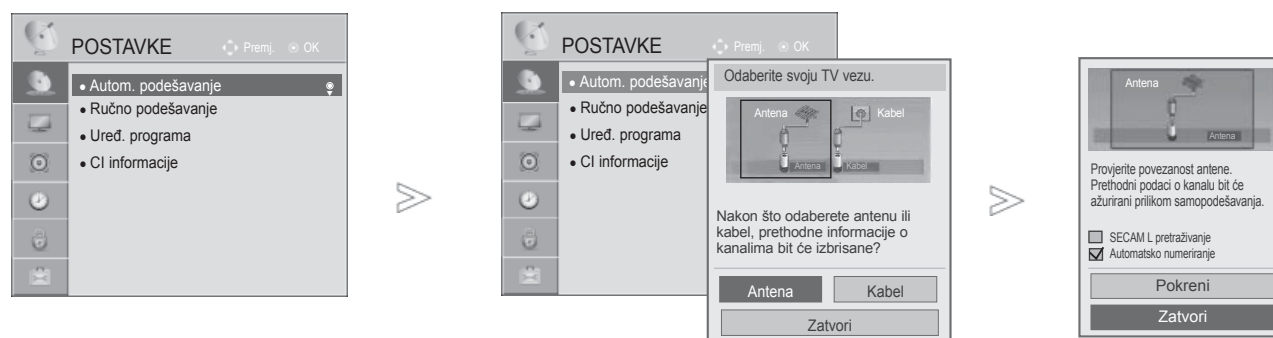 POSTAVKE
Premj. OK
• Autom. podešavanje
• Ručno podešavanje
• Uređ. programa
• CI informacije
>
POSTAVKE
Premj. OK
• Autom. podešavanje
• Ručno podešavanje
• Uređ. programa
• CI informacije
Odaberite svoju TV vezu.
Antena Kabel
Antena Kabel
Nakon što odaberete antenu ili
kabel, prethodne informacije o
kanalima bit će izbrisane?
Antena Kabel
Zatvori
>
Antena
Antena
Provjerite povezanost antene.
Prethodni podaci o kanalu bit će
ažurirani prilikom samopodešavanja.
SECAM L pretraživanje
Automatsko numeriranje
Pokreni
Zatvori